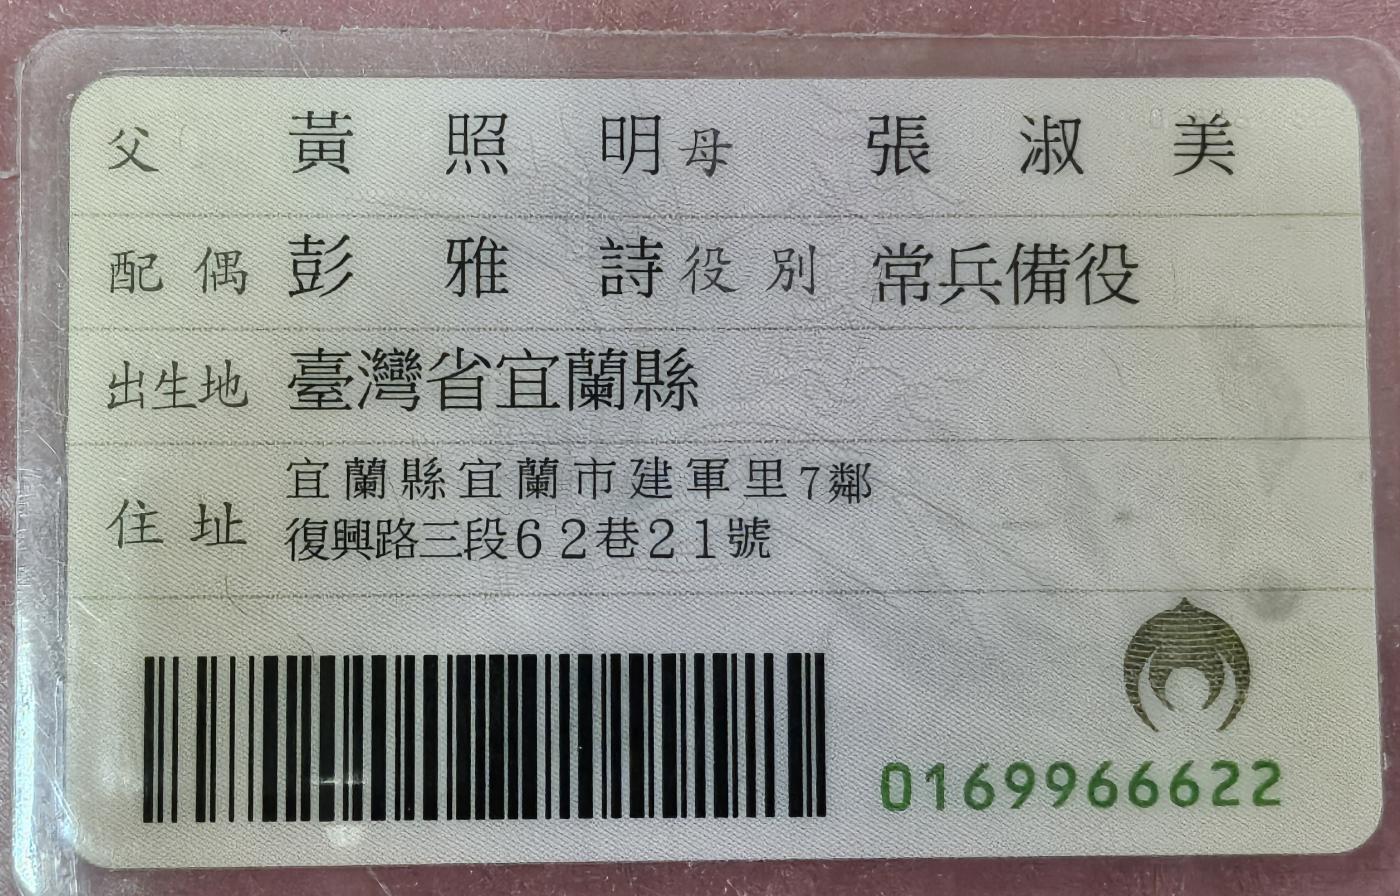 父 黃照明 母 張淑美
配偶 彭雅詩 役別 常兵備役
出生地 臺灣省宜蘭縣
住址 宜蘭縣宜蘭市建軍里7鄰
復興路三段62巷21號
0169966622